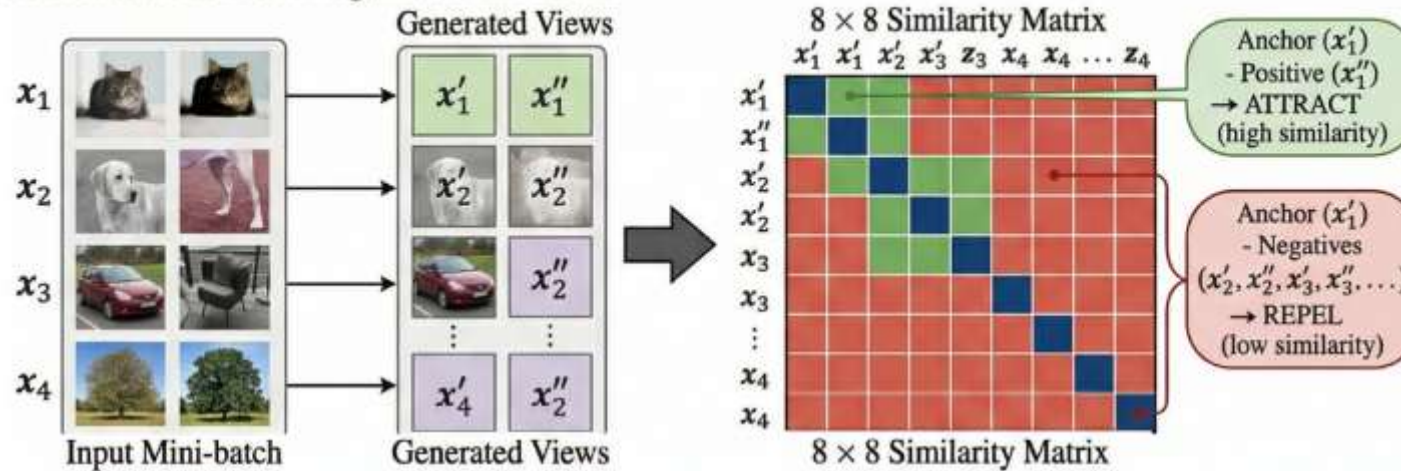 Generated Views
8 × 8 Similarity Matrix
x₁
x₂
x₃
x₄
Input Mini-batch
x′₁ x″₁
x′₂ x″₂
x″₂
⋮ ⋮
x′₄ x″₂
Generated Views
x′₁ x′₁ x′₂ x′₃ z₃ x₄ x₄ … z₄
x′₁
x″₁
x′₂
x′₂
x₃
x₃
⋮
x₄
x₄
8 × 8 Similarity Matrix
Anchor (x′₁)
- Positive (x″₁)
→ ATTRACT
(high similarity)
Anchor (x′₁)
- Negatives
(x′₂, x″₂, x′₃, x″₃, . . .)
→ REPEL
(low similarity)